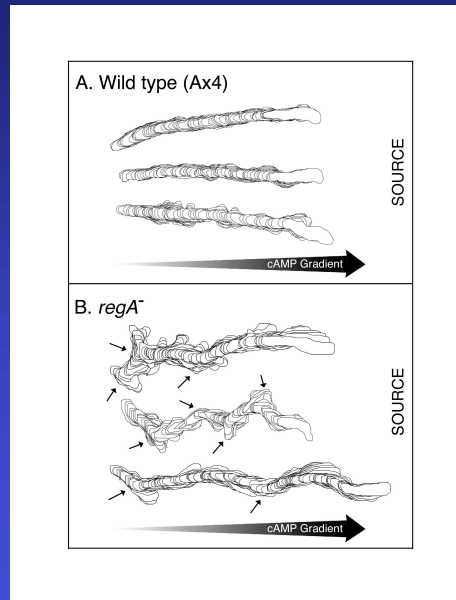 A. Wild type (Ax4)
SOURCE
cAMP Gradient
B. regA⁻
SOURCE
cAMP Gradient